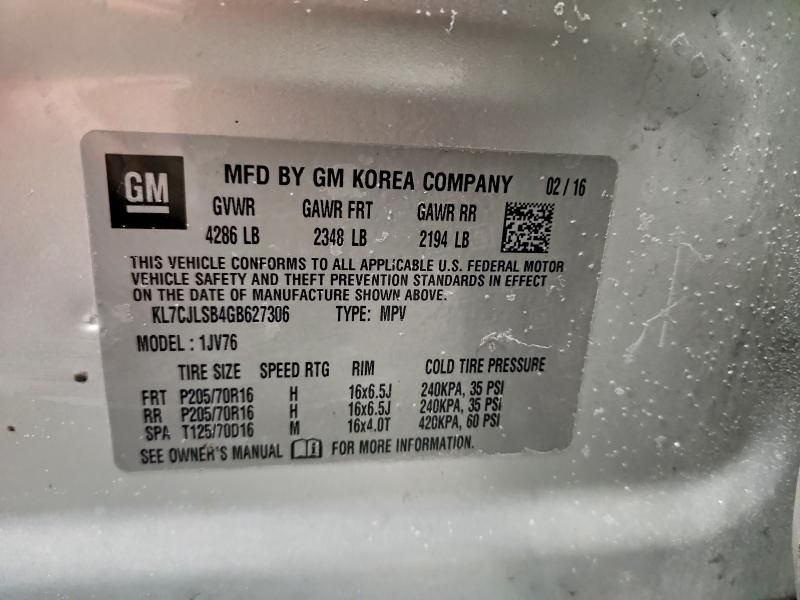 GM
MFD BY GM KOREA COMPANY 02 / 16
GVWR GAWR FRT GAWR RR
4286 LB 2348 LB 2194 LB
THIS VEHICLE CONFORMS TO ALL APPLICABLE U.S. FEDERAL MOTOR
VEHICLE SAFETY AND THEFT PREVENTION STANDARDS IN EFFECT
ON THE DATE OF MANUFACTURE SHOWN ABOVE.
KL7CJLSB4GB627306 TYPE: MPV
MODEL : 1JV76
TIRE SIZE SPEED RTG RIM COLD TIRE PRESSURE
FRT P205/70R16 H 16x6.5J 240KPA, 35 PSI
RR P205/70R16 H 16x6.5J 240KPA, 35 PSI
SPA T125/70D16 M 16x4.0T 420KPA, 60 PSI
SEE OWNER'S MANUAL i FOR MORE INFORMATION.